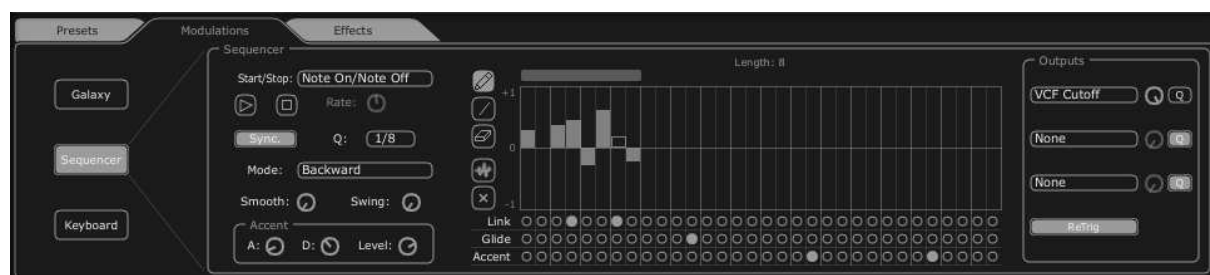 Presets Modulations Effects
Sequencer
Length: 8
Outputs
Start/Stop: Note On/Note Off
Galaxy
Rate:
+1
VCF Cutoff Q
Sync. Q: 1/8
None Q
0
Sequencer
Mode: Backward
None Q
Smooth: Swing:
-1
Keyboard
Accent
Link
ReTrig
A: D: Level:
Glide
Accent